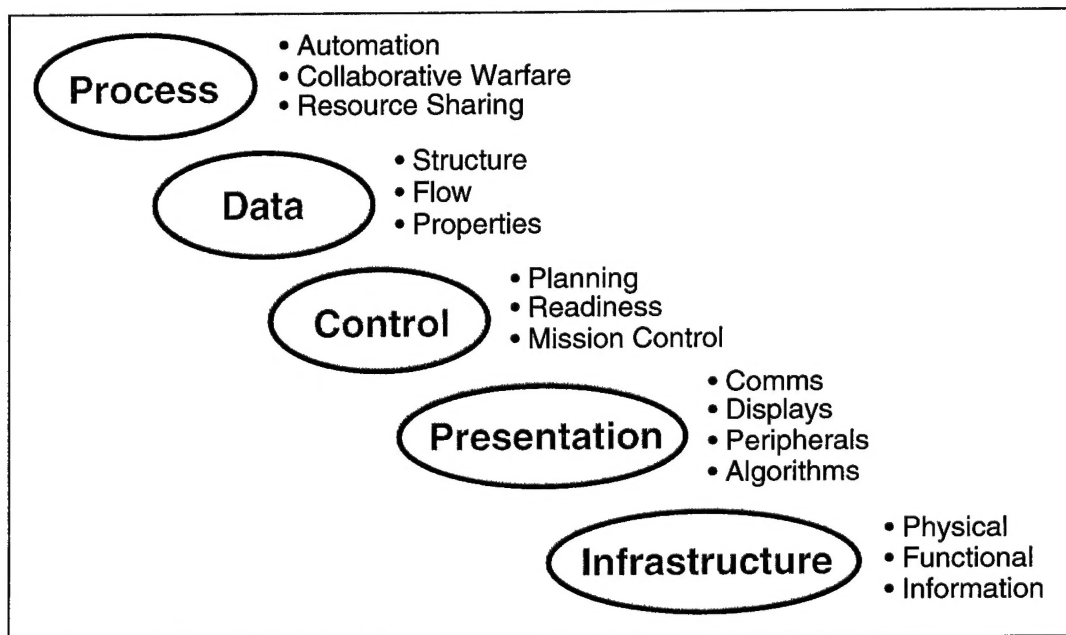 Process
• Automation
• Collaborative Warfare
• Resource Sharing
Data
• Structure
• Flow
• Properties
Control
• Planning
• Readiness
• Mission Control
Presentation
• Comms
• Displays
• Peripherals
• Algorithms
Infrastructure
• Physical
• Functional
• Information